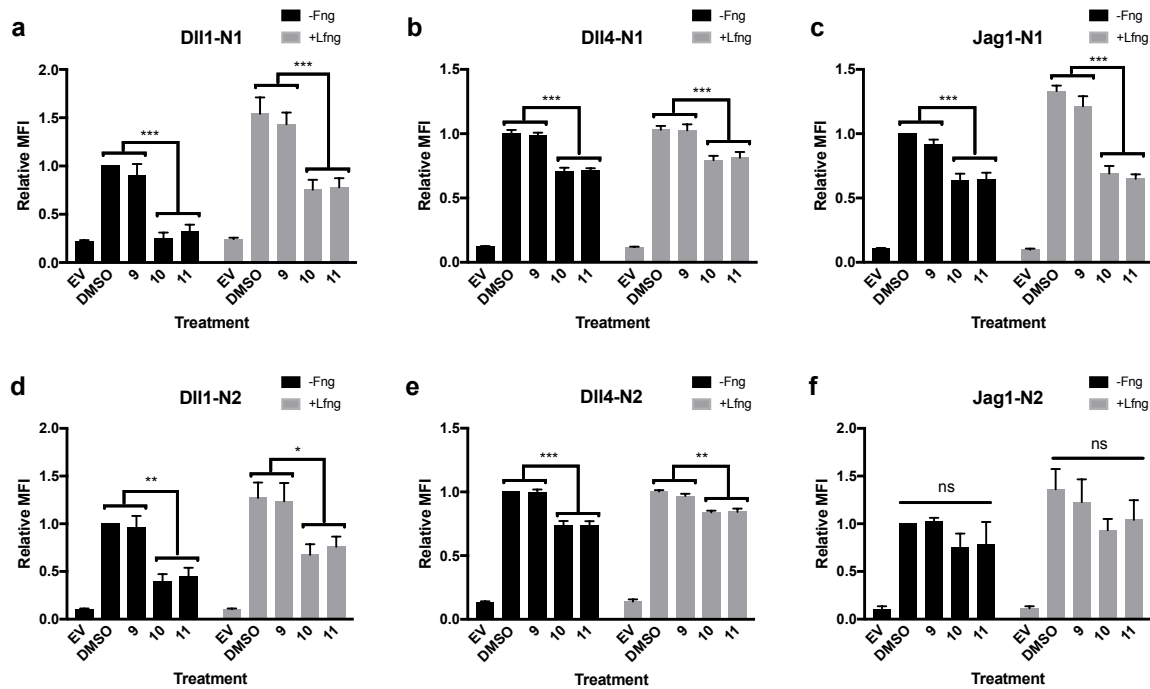 a
Dll1-N1
-Fng
+Lfng
Relative MFI
2.0
1.5
1.0
0.5
0.0
***
***
EV
DMSO
9
10
11
EV
DMSO
9
10
11
Treatment
b
Dll4-N1
-Fng
+Lfng
Relative MFI
1.5
1.0
0.5
0.0
***
***
EV
DMSO
9
10
11
EV
DMSO
9
10
11
Treatment
c
Jag1-N1
-Fng
+Lfng
Relative MFI
1.5
1.0
0.5
0.0
***
***
EV
DMSO
9
10
11
EV
DMSO
9
10
11
Treatment
d
Dll1-N2
-Fng
+Lfng
Relative MFI
2.0
1.5
1.0
0.5
0.0
**
*
EV
DMSO
9
10
11
EV
DMSO
9
10
11
Treatment
e
Dll4-N2
-Fng
+Lfng
Relative MFI
1.5
1.0
0.5
0.0
***
**
EV
DMSO
9
10
11
EV
DMSO
9
10
11
Treatment
f
Jag1-N2
-Fng
+Lfng
Relative MFI
2.0
1.5
1.0
0.5
0.0
ns
ns
EV
DMSO
9
10
11
EV
DMSO
9
10
11
Treatment